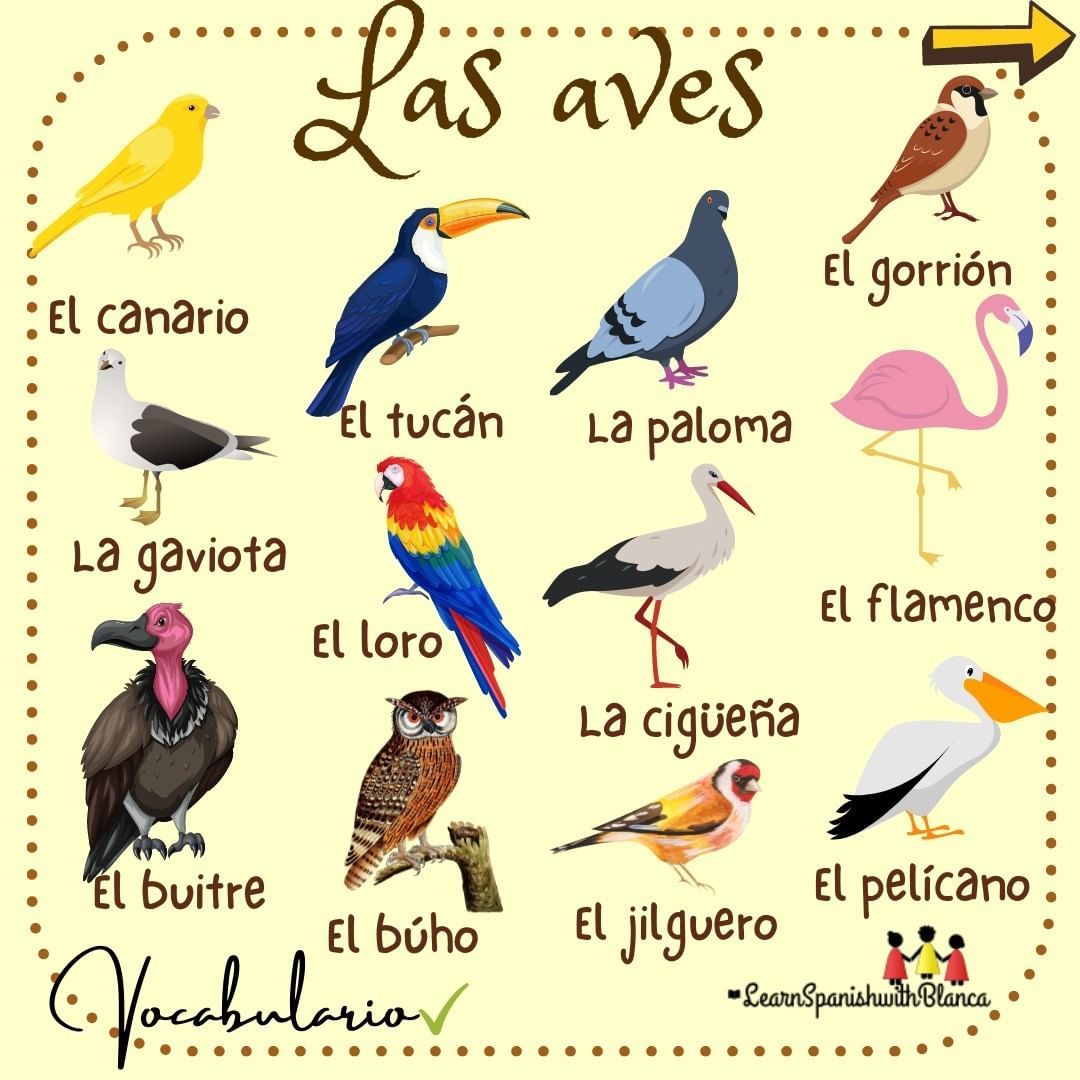 Las aves
El canario
El tucán
La paloma
El gorrión
La gaviota
El loro
La cigüeña
El flamenco
El buitre
El búho
El jilguero
El pelícano
Vocabulario
LearnSpanishwithBlanca